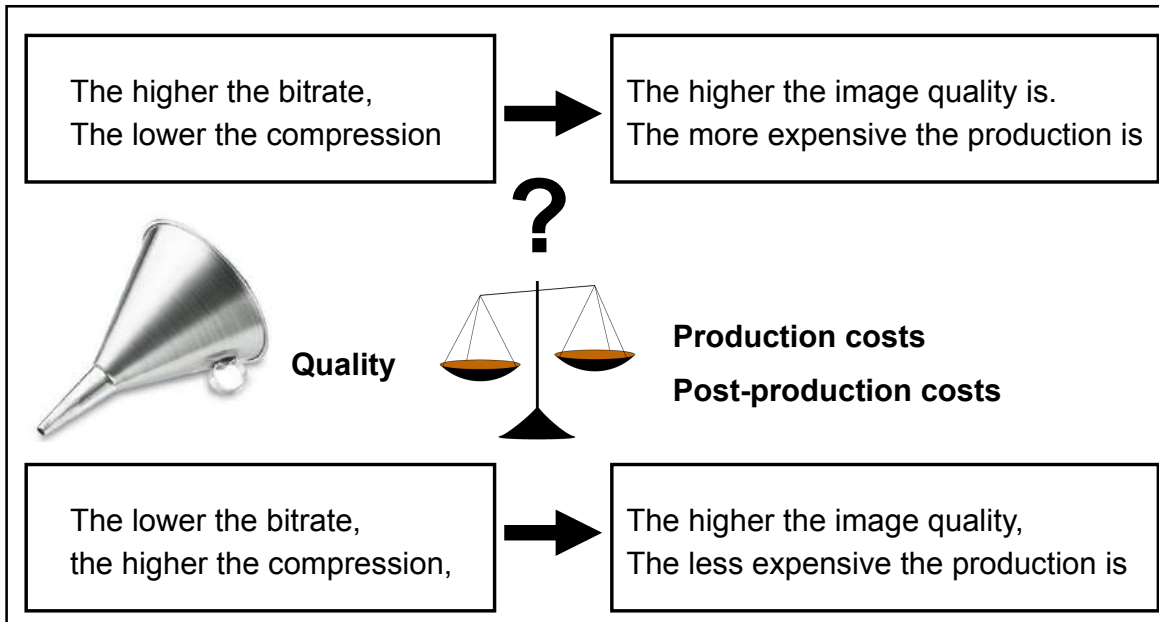 The higher the bitrate,
The lower the compression
The higher the image quality is.
The more expensive the production is
?
Quality
Production costs
Post-production costs
The lower the bitrate,
the higher the compression,
The higher the image quality,
The less expensive the production is